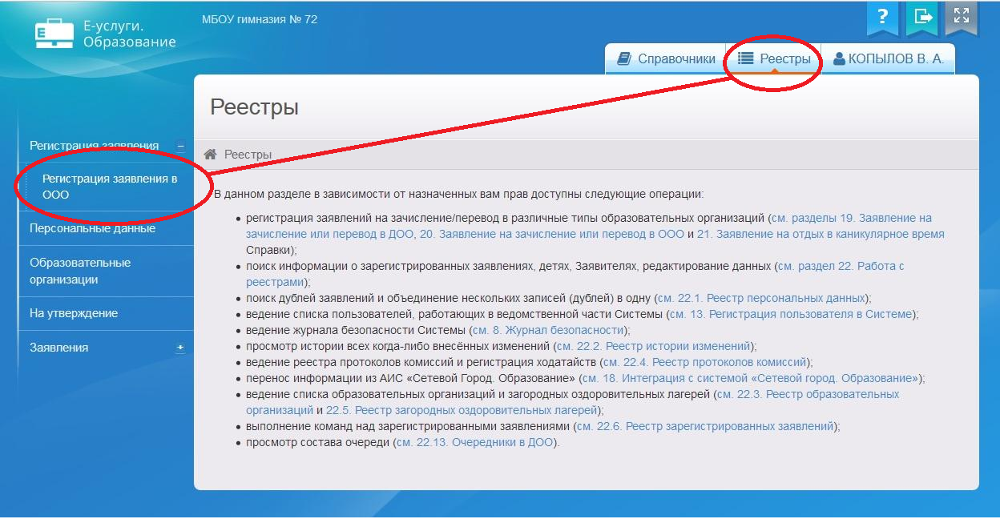 Е-услуги.
Образование
МБОУ гимназия № 72
?
Справочники
Реестры
КОПЫЛОВ В. А.
Реестры
Реестры
Регистрация заявления
Регистрация заявления в
ООО
Персональные данные
Образовательные
организации
На утверждение
Заявления
В данном разделе в зависимости от назначенных вам прав доступны следующие операции:
регистрация заявлений на зачисление/перевод в различные типы образовательных организаций (см. разделы 19. Заявление на
зачисление или перевод в ДОО, 20. Заявление на зачисление или перевод в ООО и 21. Заявление на отдых в каникулярное время
Справки);
поиск информации о зарегистрированных заявлениях, детях, Заявителях, редактирование данных (см. раздел 22. Работа с
реестрами);
поиск дублей заявлений и объединение нескольких записей (дублей) в одну (см. 22.1. Реестр персональных данных);
ведение списка пользователей, работающих в ведомственной части Системы (см. 13. Регистрация пользователя в Системе);
ведение журнала безопасности Системы (см. 8. Журнал безопасности);
просмотр истории всех когда-либо внесённых изменений (см. 22.2. Реестр истории изменений);
ведение реестра протоколов комиссий и регистрация ходатайств (см. 22.4. Реестр протоколов комиссий);
перенос информации из АИС «Сетевой Город. Образование» (см. 18. Интеграция с системой «Сетевой город. Образование»);
ведение списка образовательных организаций и загородных оздоровительных лагерей (см. 22.3. Реестр образовательных
организаций и 22.5. Реестр загородных оздоровительных лагерей);
выполнение команд над зарегистрированными заявлениями (см. 22.6. Реестр зарегистрированных заявлений);
просмотр состава очереди (см. 22.13. Очередники в ДОО).